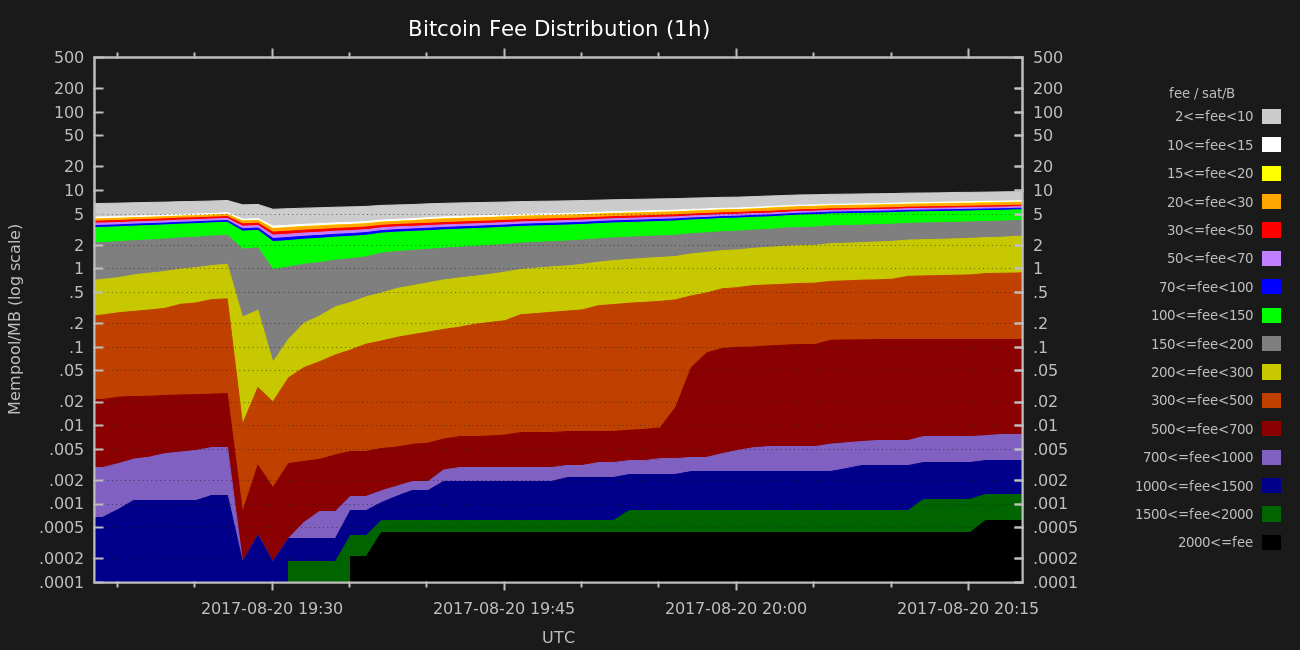 Bitcoin Fee Distribution (1h)
500 500
200 200
100 100
50 50
20 20
10 10
5 5
2 2
1 1
.5 .5
.2 .2
.1 .1
.05 .05
.02 .02
.01 .01
.005 .005
.002 .002
.001 .001
.0005 .0005
.0002 .0002
.0001 .0001
Mempool/MB (log scale)
2017-08-20 19:30 2017-08-20 19:45 2017-08-20 20:00 2017-08-20 20:15
UTC
fee / sat/B
2<=fee<10
10<=fee<15
15<=fee<20
20<=fee<30
30<=fee<50
50<=fee<70
70<=fee<100
100<=fee<150
150<=fee<200
200<=fee<300
300<=fee<500
500<=fee<700
700<=fee<1000
1000<=fee<1500
1500<=fee<2000
2000<=fee